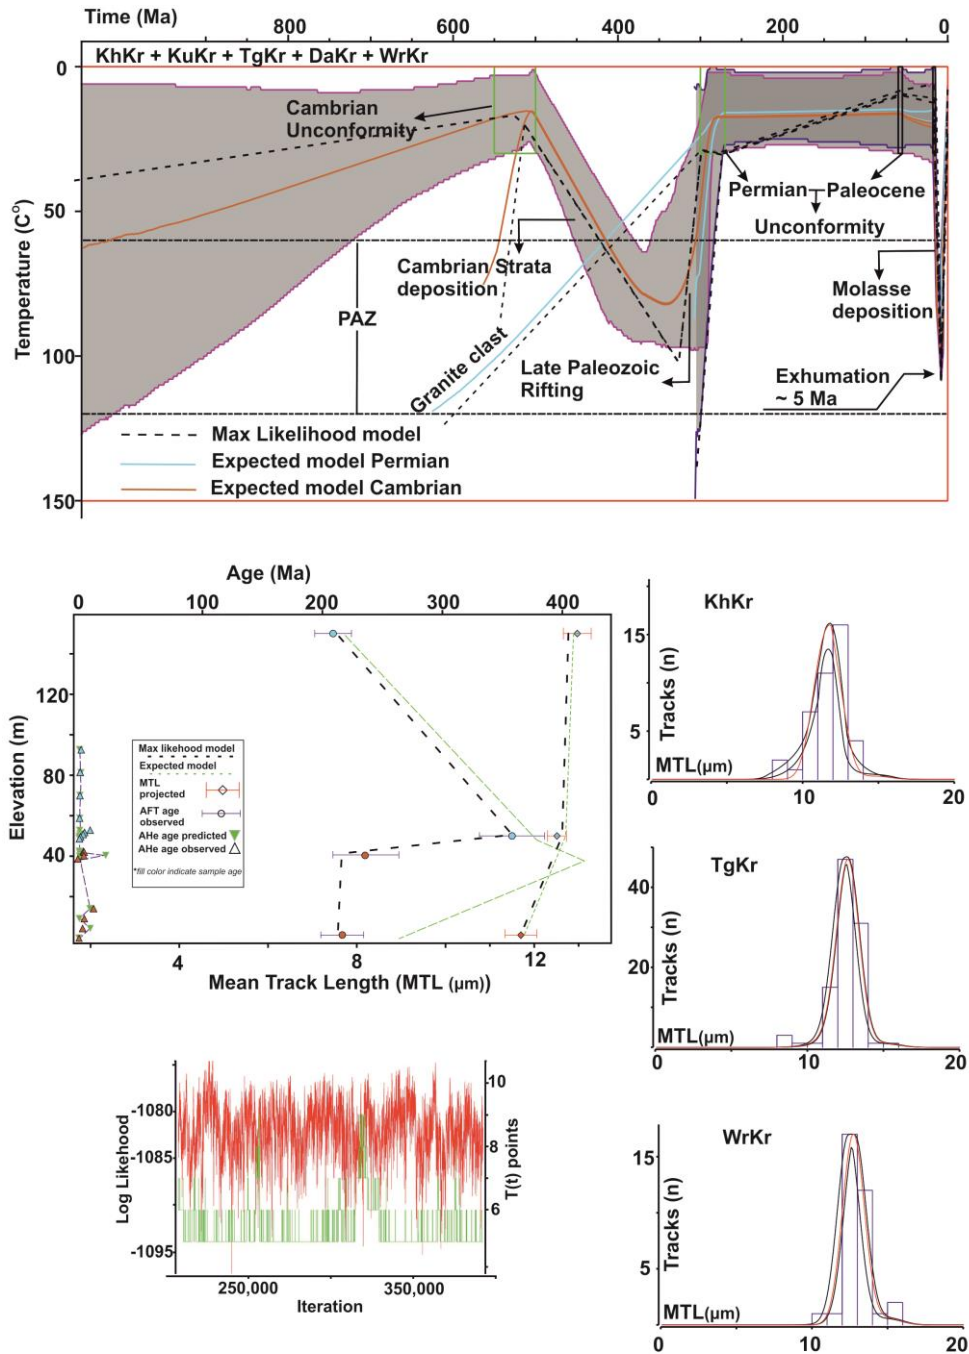 Time (Ma)
800 600 400 200 0
KhKr + KuKr + TgKr + DaKr + WrKr
0
50
100
150
Temperature (C°)
Cambrian
Unconformity
Permian
Paleocene
Unconformity
Cambrian Strata
deposition
PAZ
Granite clast
Late Paleozoic
Rifting
Molasse
deposition
Exhumation
~ 5 Ma
Max Likelihood model
Expected model Permian
Expected model Cambrian
Age (Ma)
0 100 200 300 400
Elevation (m)
120
80
40
Max likehood model
Expected model
MTL
projected
AFT age
observed
AHe age predicted
AHe age observed
*fill color indicate sample age
4 8 12
Mean Track Length (MTL (µm))
KhKr
Tracks (n)
15
5
MTL(µm)
0 10 20
TgKr
Tracks (n)
40
20
MTL(µm)
0 10 20
WrKr
Tracks (n)
15
5
MTL(µm)
0 10 20
Log Likehood
-1080
-1085
-1095
10
8
6
T(t) points
250,000 350,000
Iteration